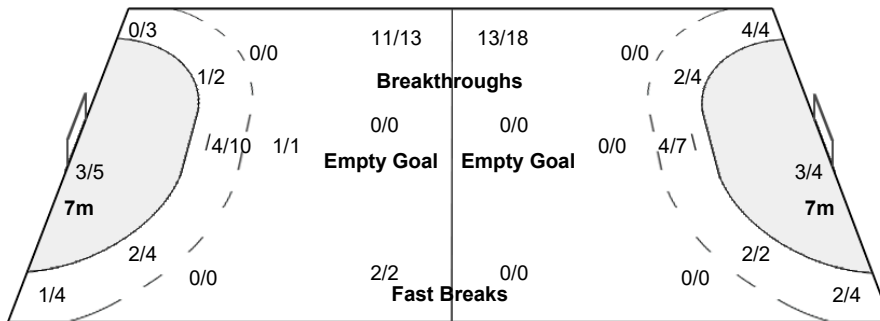 0/3 11/13 13/18 4/4
0/0 0/0
1/2 Breakthroughs 2/4
0/0 0/0
4/10 1/1 Empty Goal Empty Goal 0/0 4/7
3/5 3/4
7m 7m
2/4 2/2
0/0 2/2 0/0 0/0
1/4 Fast Breaks 2/4